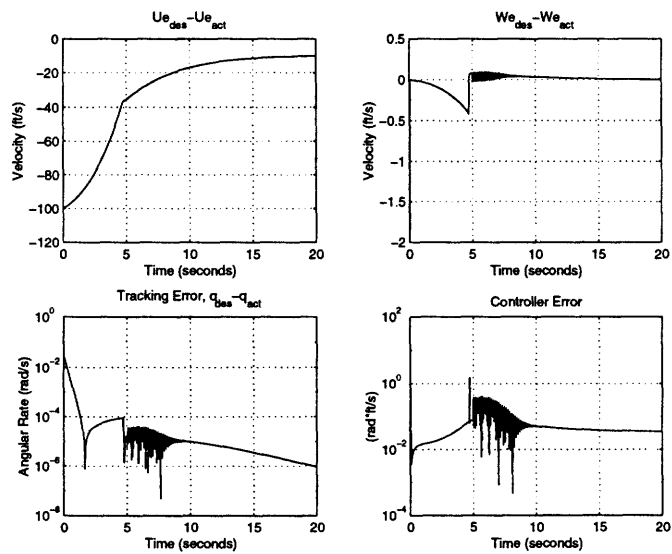 Ue_des-Ue_act
0
-20
-40
-60
-80
-100
-120
0 5 10 15 20
Velocity (ft/s)
Time (seconds)
We_des-We_act
0.5
0
-0.5
-1
-1.5
-2
0 5 10 15 20
Velocity (ft/s)
Time (seconds)
Tracking Error, q_des-q_act
10^0
10^-2
10^-4
10^-6
10^-8
0 5 10 15 20
Angular Rate (rad/s)
Time (seconds)
Controller Error
10^2
10^0
10^-2
10^-4
0 5 10 15 20
(rad*ft/s)
Time (seconds)